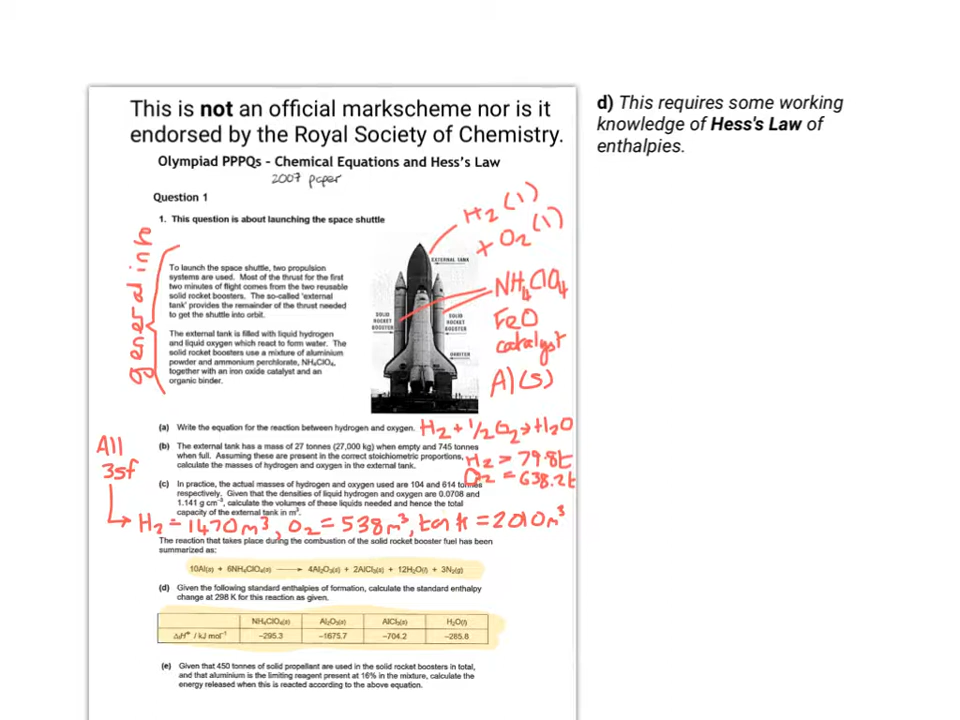 This is not an official markscheme nor is it
endorsed by the Royal Society of Chemistry.
Olympiad PPPQs - Chemical Equations and Hess's Law
2007 paper
Question 1
1. This question is about launching the space shuttle
H₂(l)
+ O₂(l)
general info
To launch the space shuttle, two propulsion
systems are used. Most of the thrust for the first
two minutes of flight comes from the two reusable
solid rocket boosters. The so-called 'external
tank' provides the remainder of the thrust needed
to get the shuttle into orbit.
The external tank is filled with liquid hydrogen
and liquid oxygen which react to form water. The
solid rocket boosters use a mixture of aluminium
powder and ammonium perchlorate, NH₄ClO₄,
together with an iron oxide catalyst and an
organic binder.
EXTERNAL TANK
SOLID
ROCKET
BOOSTER
SOLID
ROCKET
BOOSTER
ORBITER
NH₄ClO₄
FeO
catalyst
Al(s)
(a) Write the equation for the reaction between hydrogen and oxygen. H₂ + 1/2 O₂ → H₂O
(b) The external tank has a mass of 27 tonnes (27,000 kg) when empty and 745 tonnes
when full. Assuming these are present in the correct stoichiometric proportions,
calculate the masses of hydrogen and oxygen in the external tank.
H₂ = 79.8t
O₂ = 638.2t
All
3sf
(c) In practice, the actual masses of hydrogen and oxygen used are 104 and 614 tonnes
respectively. Given that the densities of liquid hydrogen and oxygen are 0.0708 and
1.141 g cm⁻³, calculate the volumes of these liquids needed and hence the total
capacity of the external tank in m³.
H₂ = 1470m³, O₂ = 538m³, tank = 2010m³
The reaction that takes place during the combustion of the solid rocket booster fuel has been
summarized as:
10Al(s) + 6NH₄ClO₄(s) → 4Al₂O₃(s) + 2AlCl₃(s) + 12H₂O(l) + 3N₂(g)
(d) Given the following standard enthalpies of formation, calculate the standard enthalpy
change at 298 K for this reaction as given.
NH₄ClO₄(s) Al₂O₃(s) AlCl₃(s) H₂O(l)
ΔfH° / kJ mol⁻¹ −295.3 −1675.7 −704.2 −285.8
(e) Given that 450 tonnes of solid propellant are used in the solid rocket boosters in total,
and that aluminium is the limiting reagent present at 16% in the mixture, calculate the
energy released when this is reacted according to the above equation.
d) This requires some working
knowledge of Hess's Law of
enthalpies.